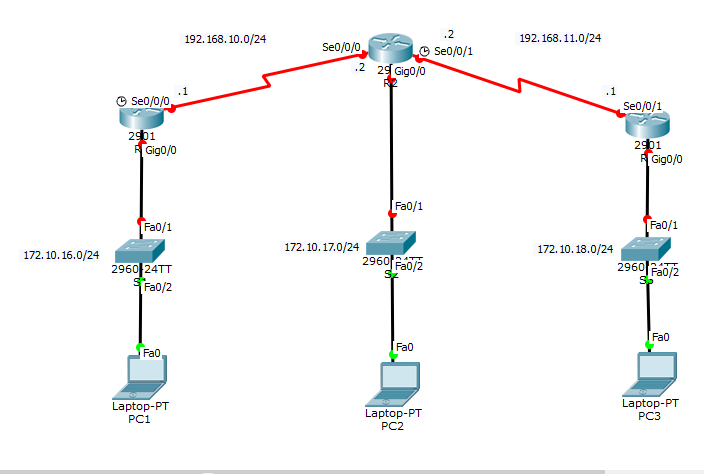 .2
192.168.10.0/24
192.168.11.0/24
Se0/0/0
Se0/0/1
.2
Gig0/0
.1
.1
Se0/0/0
Se0/0/1
2901
2901
Gig0/0
Gig0/0
Fa0/1
Fa0/1
Fa0/1
172.10.16.0/24
172.10.17.0/24
172.10.18.0/24
2960-24TT
Fa0/2
Fa0/2
Fa0/2
Fa0
Fa0
Fa0
Laptop-PT
PC1
Laptop-PT
PC2
Laptop-PT
PC3